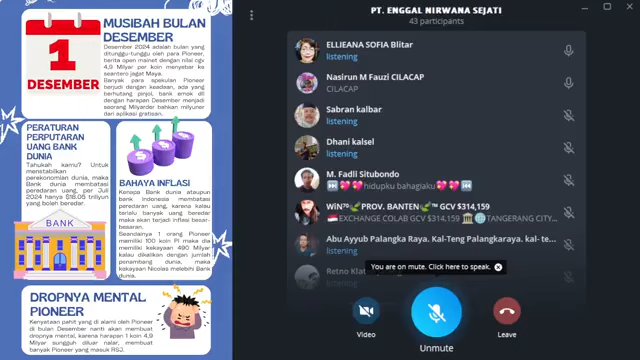 MUSIBAH BULAN
DESEMBER
Desember 2024 adalah bulan yang
ditunggu-tunggu oleh para Pioneer,
berita open mainet dengan nilai cgv
4,9 Milyar per koin menyebar ke
seantero jagat Maya.
Banyak para spekulan Pioneer
berjudi dengan keadaan, ada yang
berhutang pinjol, bank emok dll
dengan harapan Desember menjadi
seorang Milyarder bahkan milyuner
dari aplikasi gratisan.
1
DESEMBER
PERATURAN
PERPUTARAN
UANG BANK
DUNIA
Tahukah kamu? Untuk
menstabilkan
perekonomian dunia, maka
Bank dunia membatasi
peredaran uang, per Juli
2024 hanya $18.05 trillyun
yang boleh beredar.
BANK
BAHAYA INFLASI
Kenapa Bank dunia ataupun
bank Indonesia membatasi
peredaran uang, karena kalau
terlalu banyak uang beredar
maka akan terjadi inflasi besar-
besaran.
Seandainya 1 orang Pioneer
memiliki 100 koin Pi maka dia
memiliki kekayaan 490 Milyar
kalau dikalikan dengan jumlah
penambang dunia, maka
kekayaan Nicolas melebihi Bank
dunia.
DROPNYA MENTAL
PIONEER
Kenyataan pahit yang di alami oleh Pioneer
di bulan Desember nanti akan membuat
dropnya mental, karena harapan 1 koin 4,9
Milyar sungguh diluar nalar, membuat
banyak Pioneer yang masuk RSJ.
PT. ENGGAL NIRWANA SEJATI
43 participants
ELLIEANA SOFIA Blitar
listening
Nasirun M Fauzi CILACAP
CILACAP
Sabran kalbar
listening
Dhani kalsel
listening
M. Fadil Situbondo
⏭️💖💖hidupku bahagiaku💖💖⏮️
WiN⁷⁰🌿PROV. BANTEN🌿™ GCV $314,159
🇮🇩EXCHANGE COLAB GCV $314,159 🏛️🌐TANGERANG CITY...
Abu Ayyub Palangka Raya. Kal-Teng Palangkaraya. kal- te...
listening
Retno Kla
You are on mute. Click here to speak.
Video
Unmute
Leave